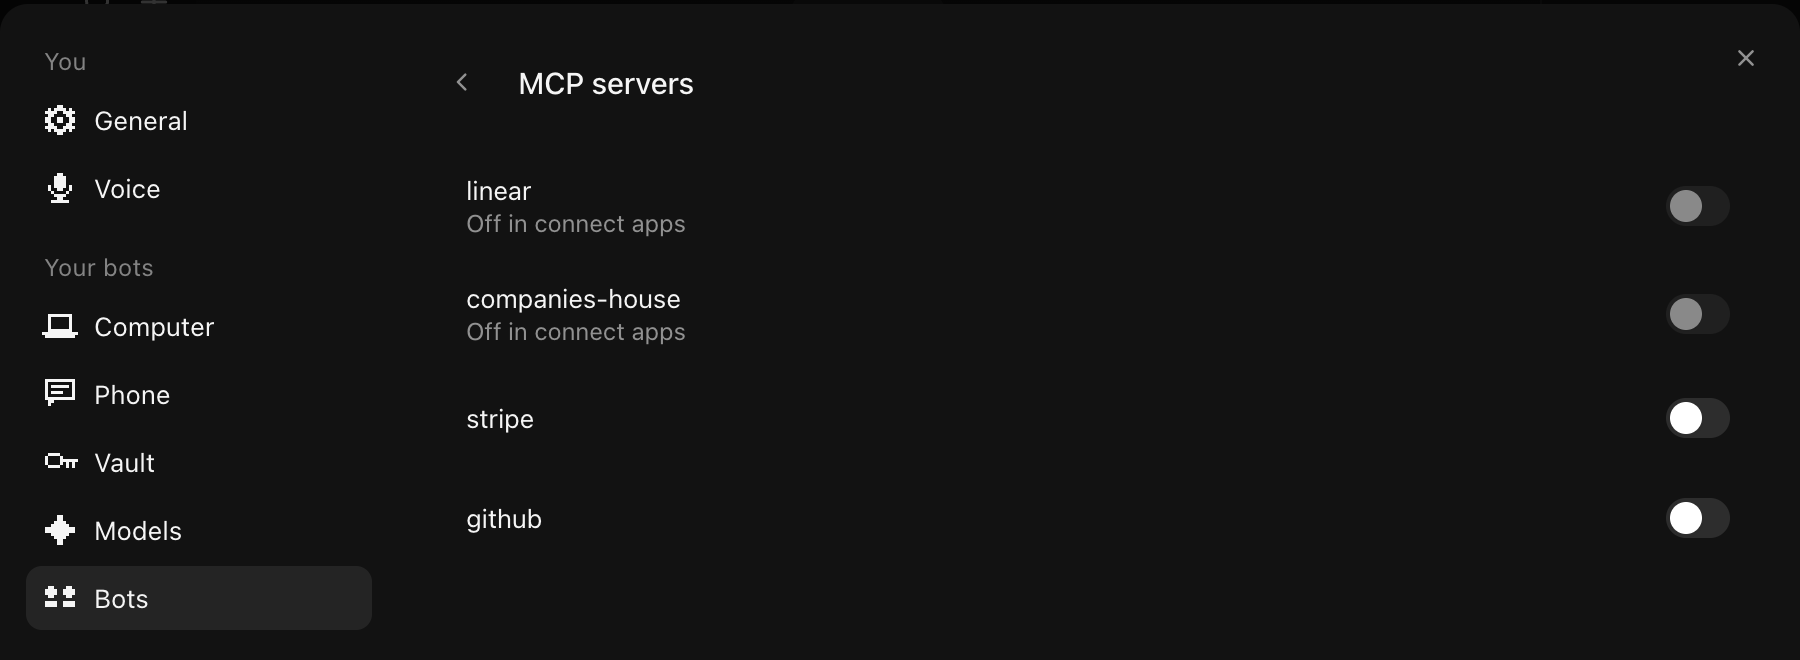 You
General
Voice
Your bots
Computer
Phone
Vault
Models
Bots
MCP servers
linear
Off in connect apps
companies-house
Off in connect apps
stripe
github